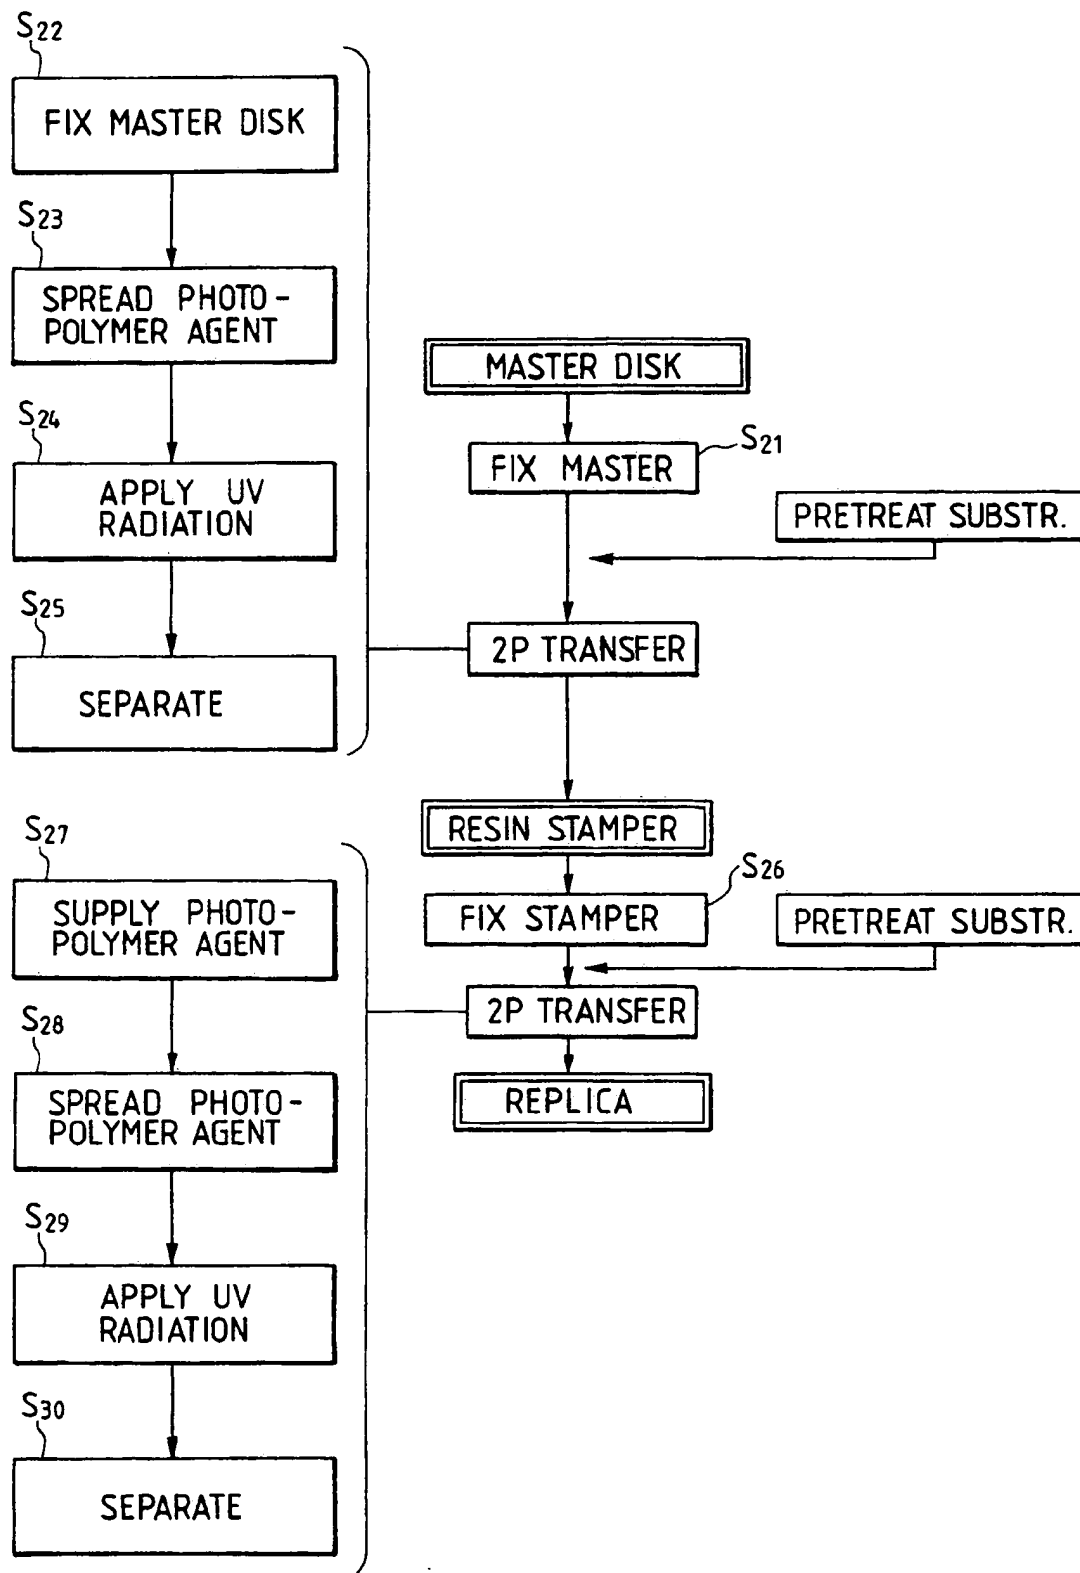 S22
FIX MASTER DISK
S23
SPREAD PHOTO-
POLYMER AGENT
S24
APPLY UV
RADIATION
S25
SEPARATE
MASTER DISK
S21
FIX MASTER
PRETREAT SUBSTR.
2P TRANSFER
RESIN STAMPER
S26
FIX STAMPER
PRETREAT SUBSTR.
2P TRANSFER
REPLICA
S27
SUPPLY PHOTO-
POLYMER AGENT
S28
SPREAD PHOTO-
POLYMER AGENT
S29
APPLY UV
RADIATION
S30
SEPARATE